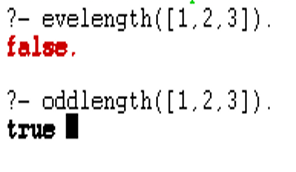 ?- evelength([1,2,3]).
false.
?- oddlength([1,2,3]).
true